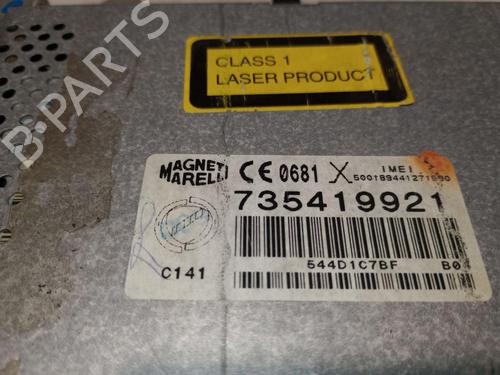 B-PARTS
CLASS 1
LASER PRODUCT
MAGNETI
MARELLI
CE 0681
IMEI
735419921
C141
544D1C7BF B0